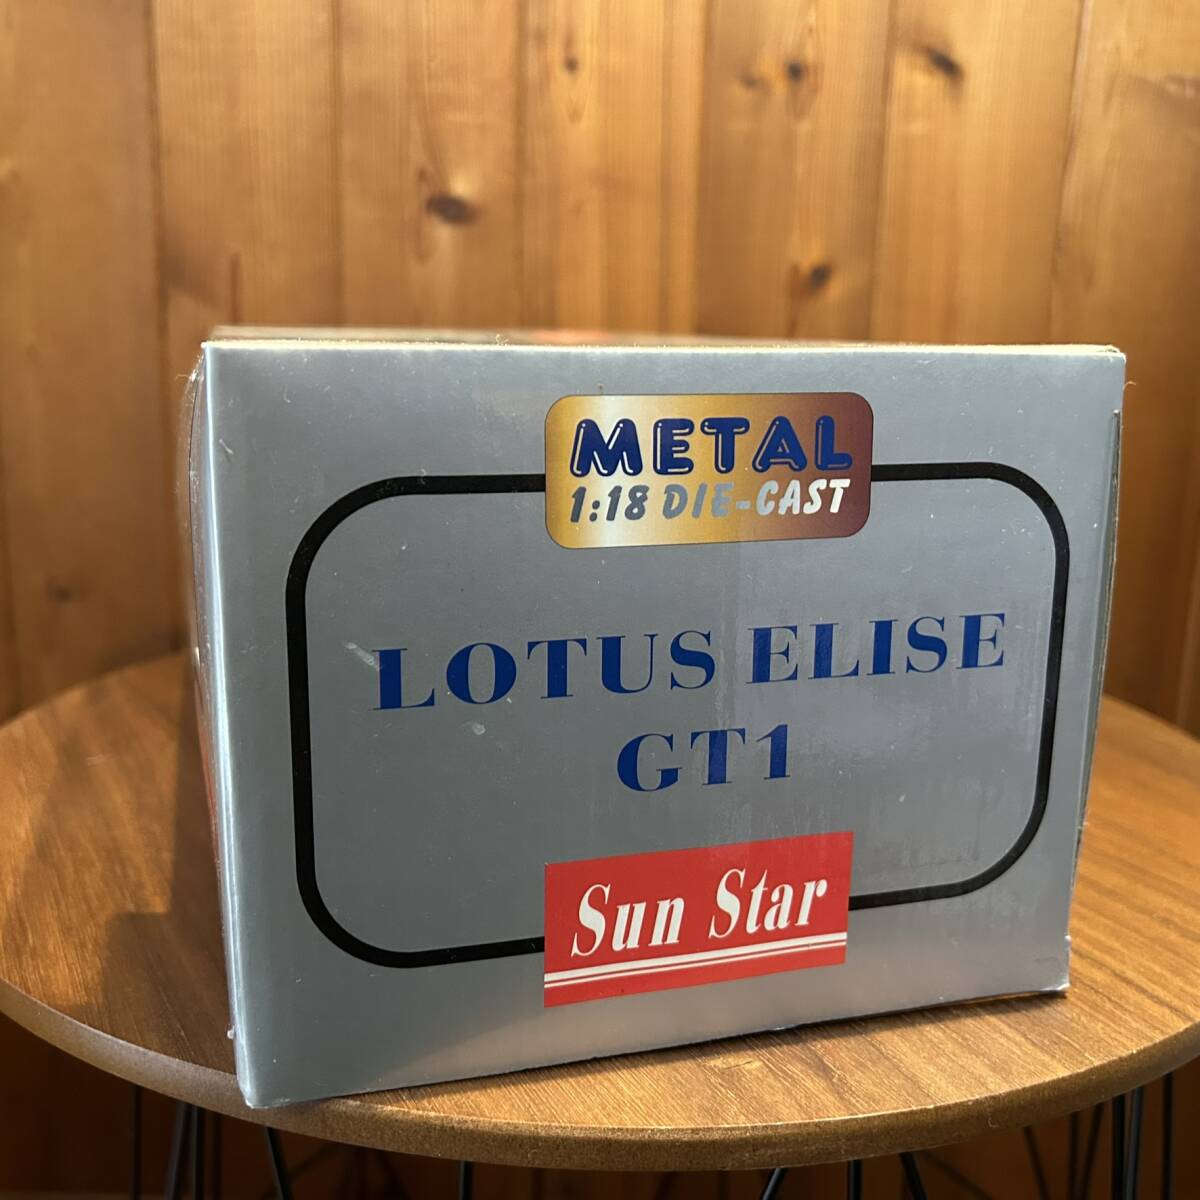 METAL
1:18 DIE-CAST
LOTUS ELISE
GT1
Sun Star